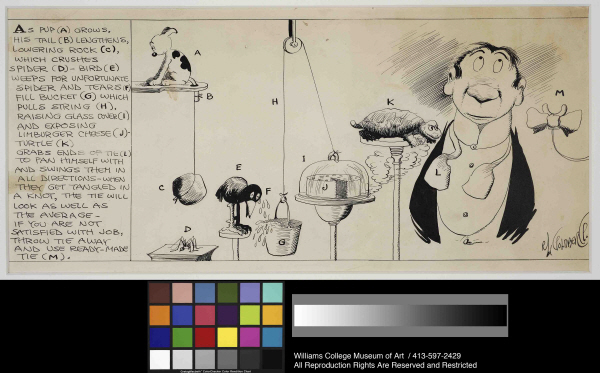 AS PUP (A) GROWS,
HIS TAIL (B) LENGTHENS,
LOWERING ROCK (C),
WHICH CRUSHES
SPIDER (D) - BIRD (E)
WEEPS FOR UNFORTUNATE
SPIDER AND TEARS (F)
FILL BUCKET (G) WHICH
PULLS STRING (H),
RAISING GLASS COVER (I)
AND EXPOSING
LIMBURGER CHEESE (J) -
TURTLE (K)
GRABS ENDS OF TIE (L)
TO FAN HIMSELF WITH
AND SWINGS THEM IN
ALL DIRECTIONS - WHEN
THEY GET TANGLED IN
A KNOT, THE TIE WILL
LOOK AS WELL AS
THE AVERAGE -
IF YOU ARE NOT
SATISFIED WITH JOB,
THROW TIE AWAY
AND USE READY-MADE
TIE (M).
A
B
C
D
E
F
G
H
I
J
K
L
M
Williams College Museum of Art / 413-597-2429
All Reproduction Rights Are Reserved and Restricted